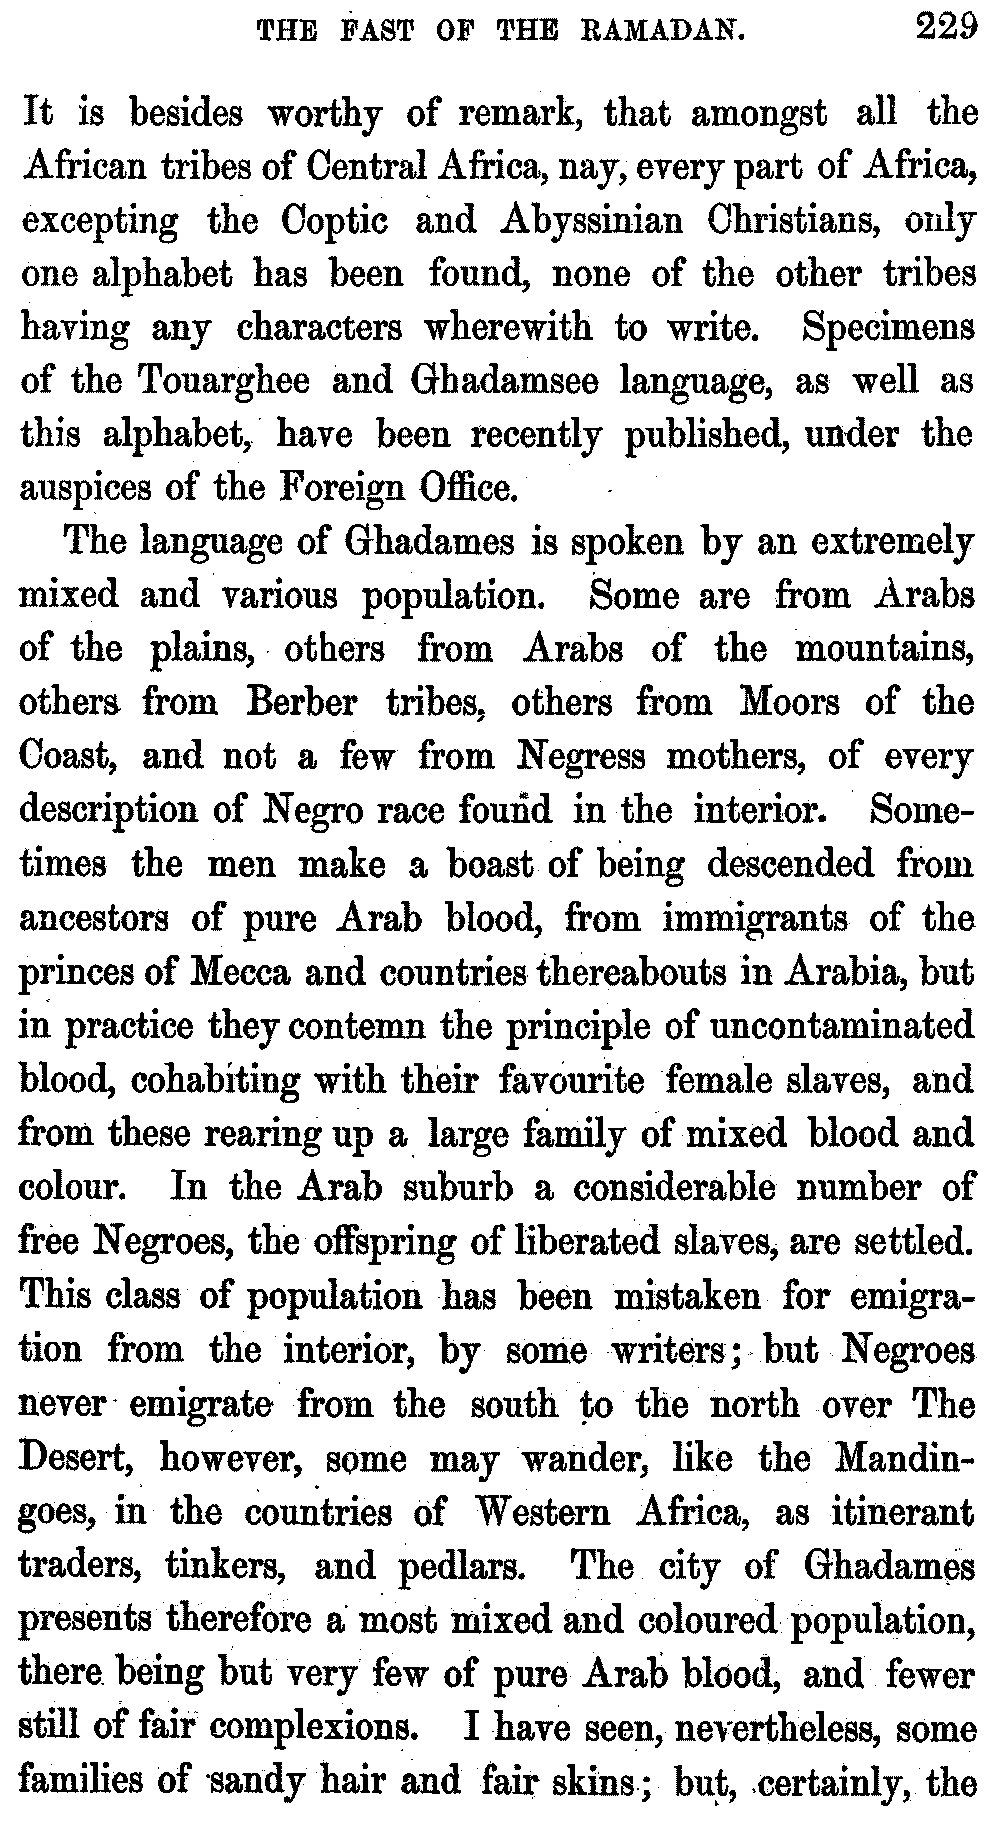 THE FAST OF THE RAMADAN. 229
It is besides worthy of remark, that amongst all the
African tribes of Central Africa, nay, every part of Africa,
excepting the Coptic and Abyssinian Christians, only
one alphabet has been found, none of the other tribes
having any characters wherewith to write. Specimens
of the Touarghee and Ghadamsee language, as well as
this alphabet, have been recently published, under the
auspices of the Foreign Office.
The language of Ghadames is spoken by an extremely
mixed and various population. Some are from Arabs
of the plains, others from Arabs of the mountains,
others from Berber tribes, others from Moors of the
Coast, and not a few from Negress mothers, of every
description of Negro race found in the interior. Some-
times the men make a boast of being descended from
ancestors of pure Arab blood, from immigrants of the
princes of Mecca and countries thereabouts in Arabia, but
in practice they contemn the principle of uncontaminated
blood, cohabiting with their favourite female slaves, and
from these rearing up a large family of mixed blood and
colour. In the Arab suburb a considerable number of
free Negroes, the offspring of liberated slaves, are settled.
This class of population has been mistaken for emigra-
tion from the interior, by some writers; but Negroes
never emigrate from the south to the north over The
Desert, however, some may wander, like the Mandin-
goes, in the countries of Western Africa, as itinerant
traders, tinkers, and pedlars. The city of Ghadames
presents therefore a most mixed and coloured population,
there being but very few of pure Arab blood, and fewer
still of fair complexions. I have seen, nevertheless, some
families of sandy hair and fair skins; but, certainly, the